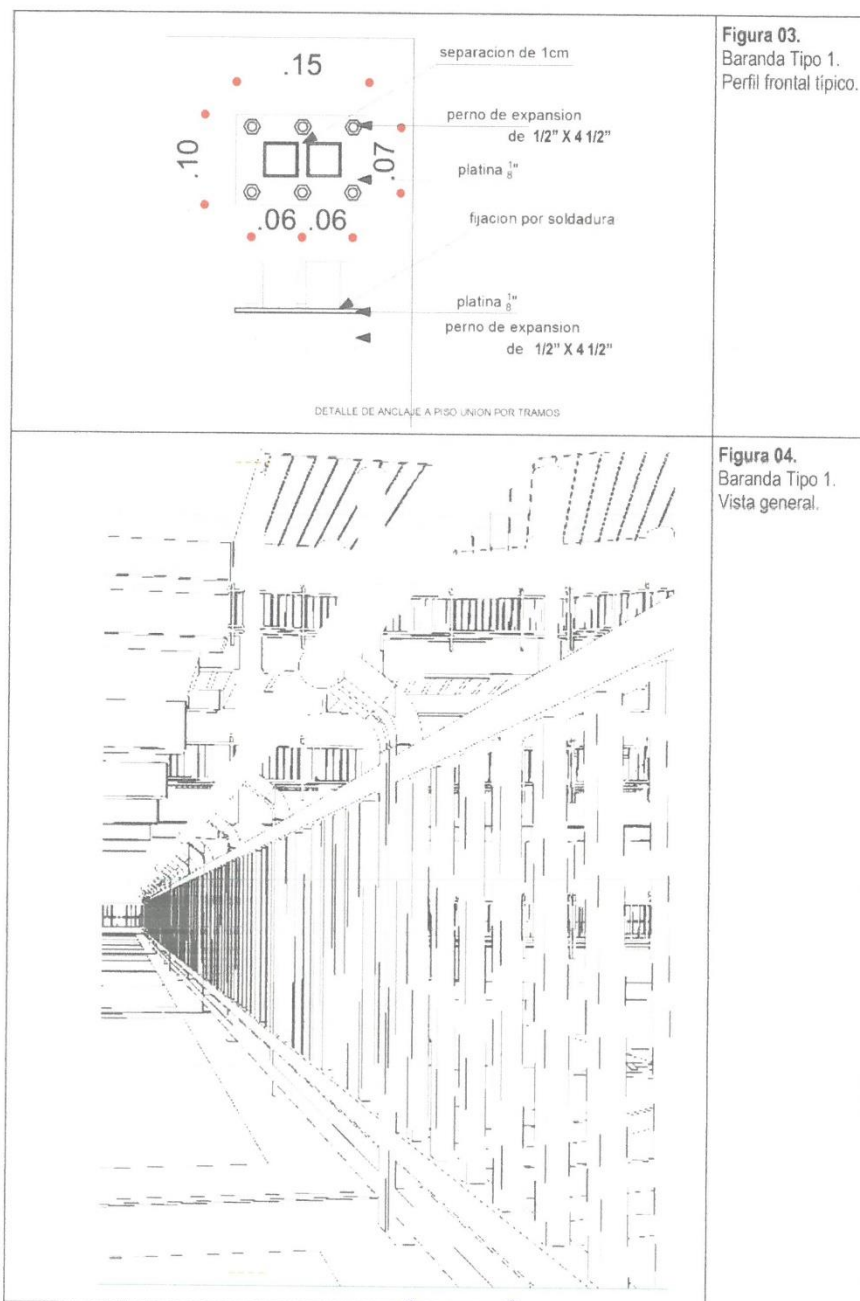 separacion de 1cm
.15
perno de expansion
de 1/2" X 4 1/2"
.10
.07
platina 1/8"
.06 .06
fijacion por soldadura
platina 1/8"
perno de expansion
de 1/2" X 4 1/2"
DETALLE DE ANCLAJE A PISO UNION POR TRAMOS
Figura 03.
Baranda Tipo 1.
Perfil frontal típico.
Figura 04.
Baranda Tipo 1.
Vista general.